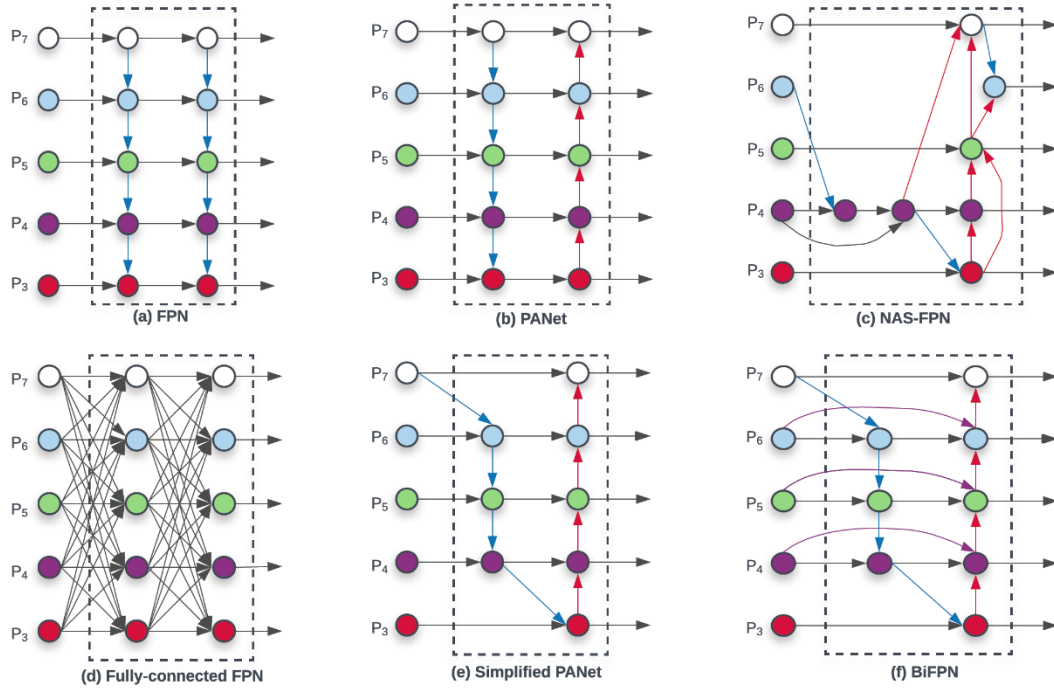 P7
P6
P5
P4
P3
(a) FPN
P7
P6
P5
P4
P3
(b) PANet
P7
P6
P5
P4
P3
(c) NAS-FPN
P7
P6
P5
P4
P3
(d) Fully-connected FPN
P7
P6
P5
P4
P3
(e) Simplified PANet
P7
P6
P5
P4
P3
(f) BiFPN